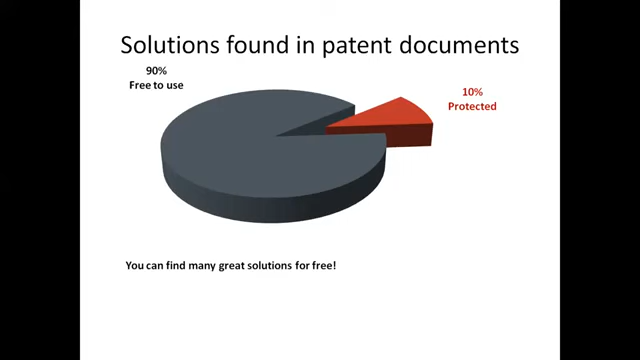 Solutions found in patent documents
90%
Free to use
10%
Protected
You can find many great solutions for free!